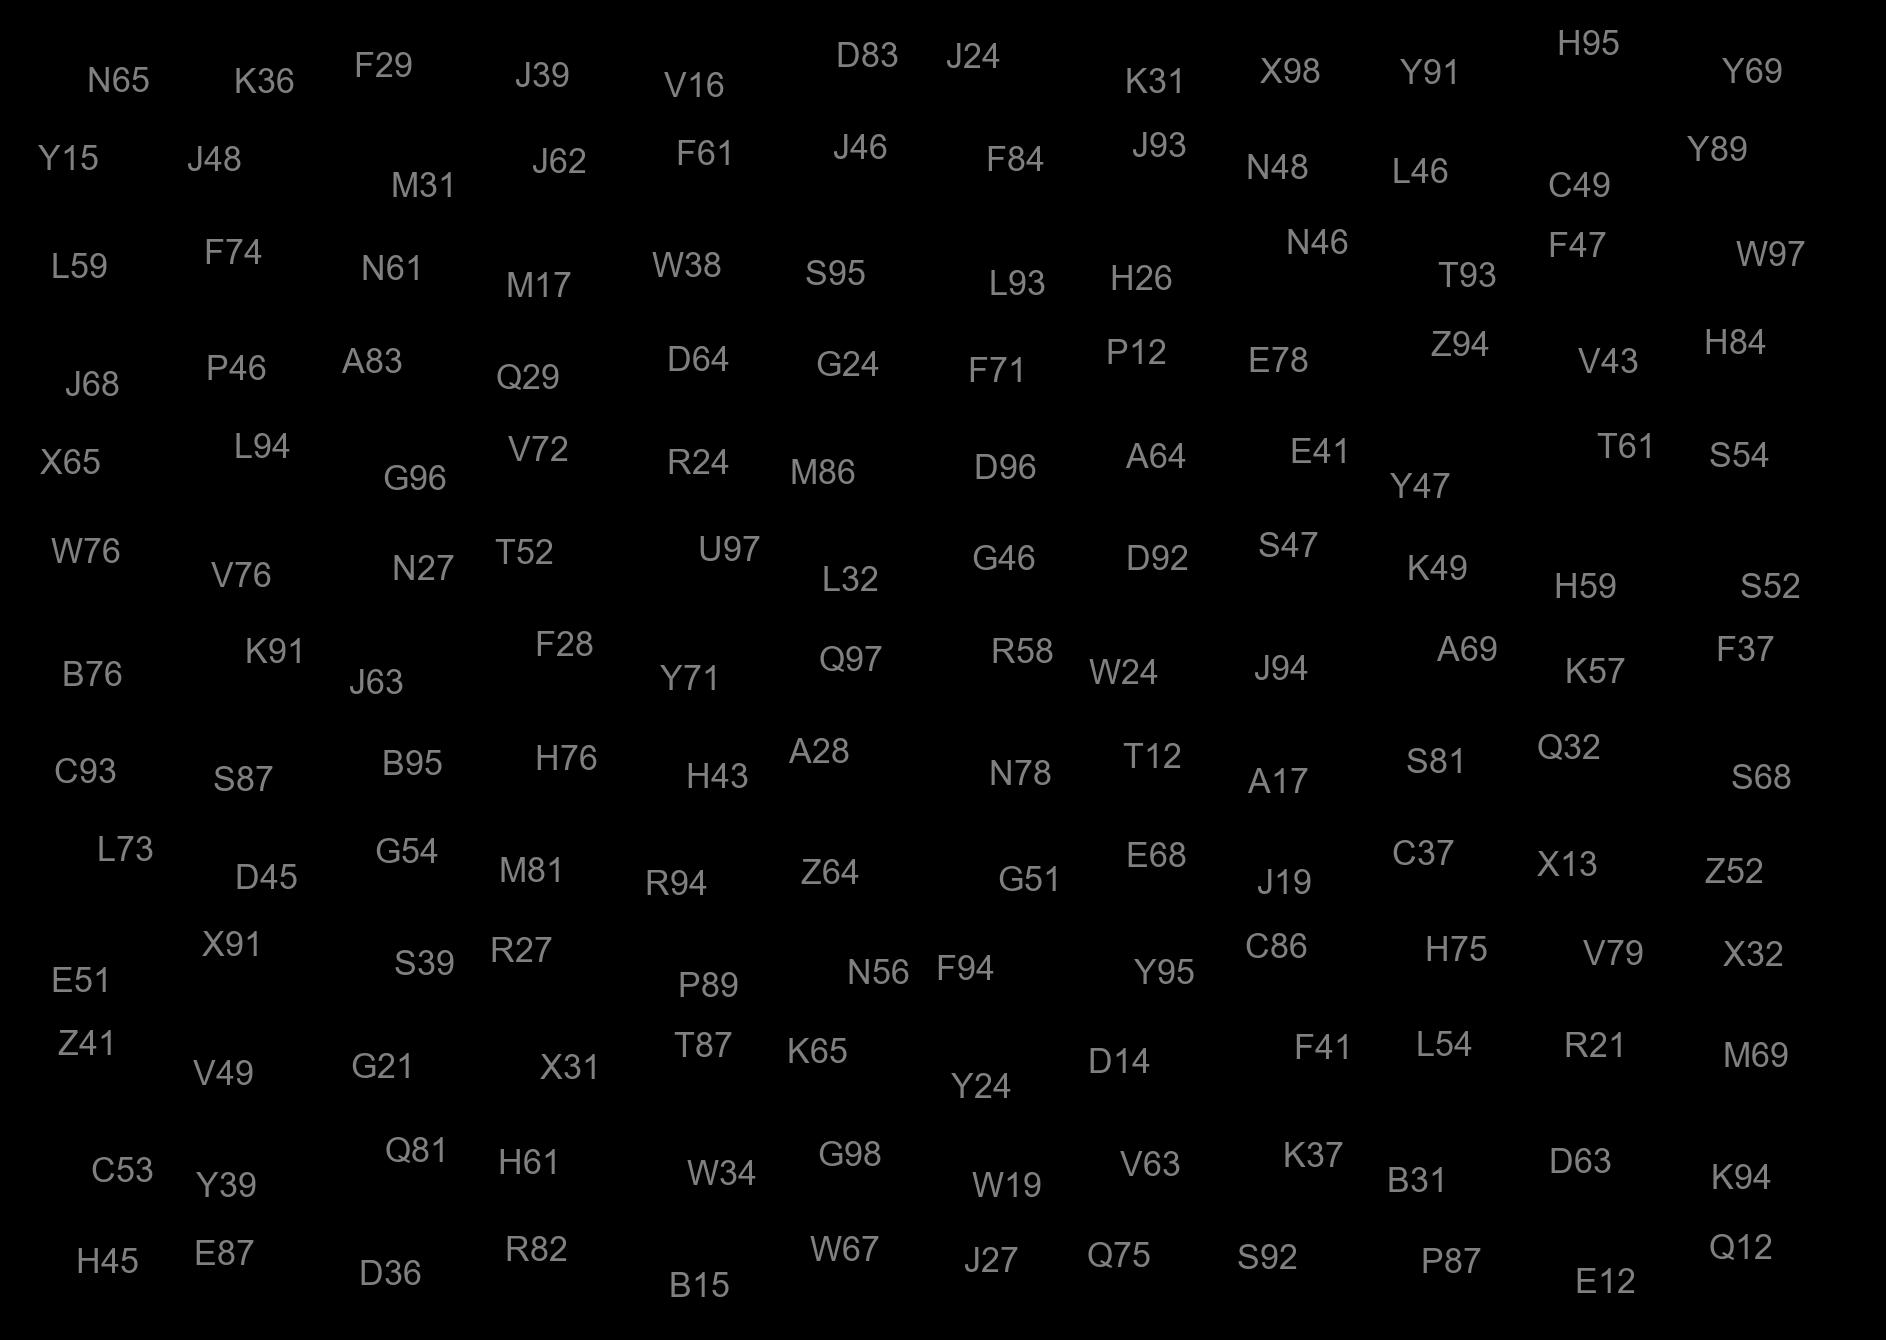 N65 K36 F29 J39 V16 D83 J24 K31 X98 Y91 H95 Y69
Y15 J48 M31 J62 F61 J46 F84 J93 N48 L46 C49 Y89
L59 F74 N61 M17 W38 S95 L93 H26 N46 T93 F47 W97
J68 P46 A83 Q29 D64 G24 F71 P12 E78 Z94 V43 H84
X65 L94 G96 V72 R24 M86 D96 A64 E41 Y47 T61 S54
W76 V76 N27 T52 U97 L32 G46 D92 S47 K49 H59 S52
B76 K91 J63 F28 Y71 Q97 R58 W24 J94 A69 K57 F37
C93 S87 B95 H76 H43 A28 N78 T12 A17 S81 Q32 S68
L73 D45 G54 M81 R94 Z64 G51 E68 J19 C37 X13 Z52
E51 X91 S39 R27 P89 N56 F94 Y95 C86 H75 V79 X32
Z41 V49 G21 X31 T87 K65 Y24 D14 F41 L54 R21 M69
C53 Y39 Q81 H61 W34 G98 W19 V63 K37 B31 D63 K94
H45 E87 D36 R82 B15 W67 J27 Q75 S92 P87 E12 Q12